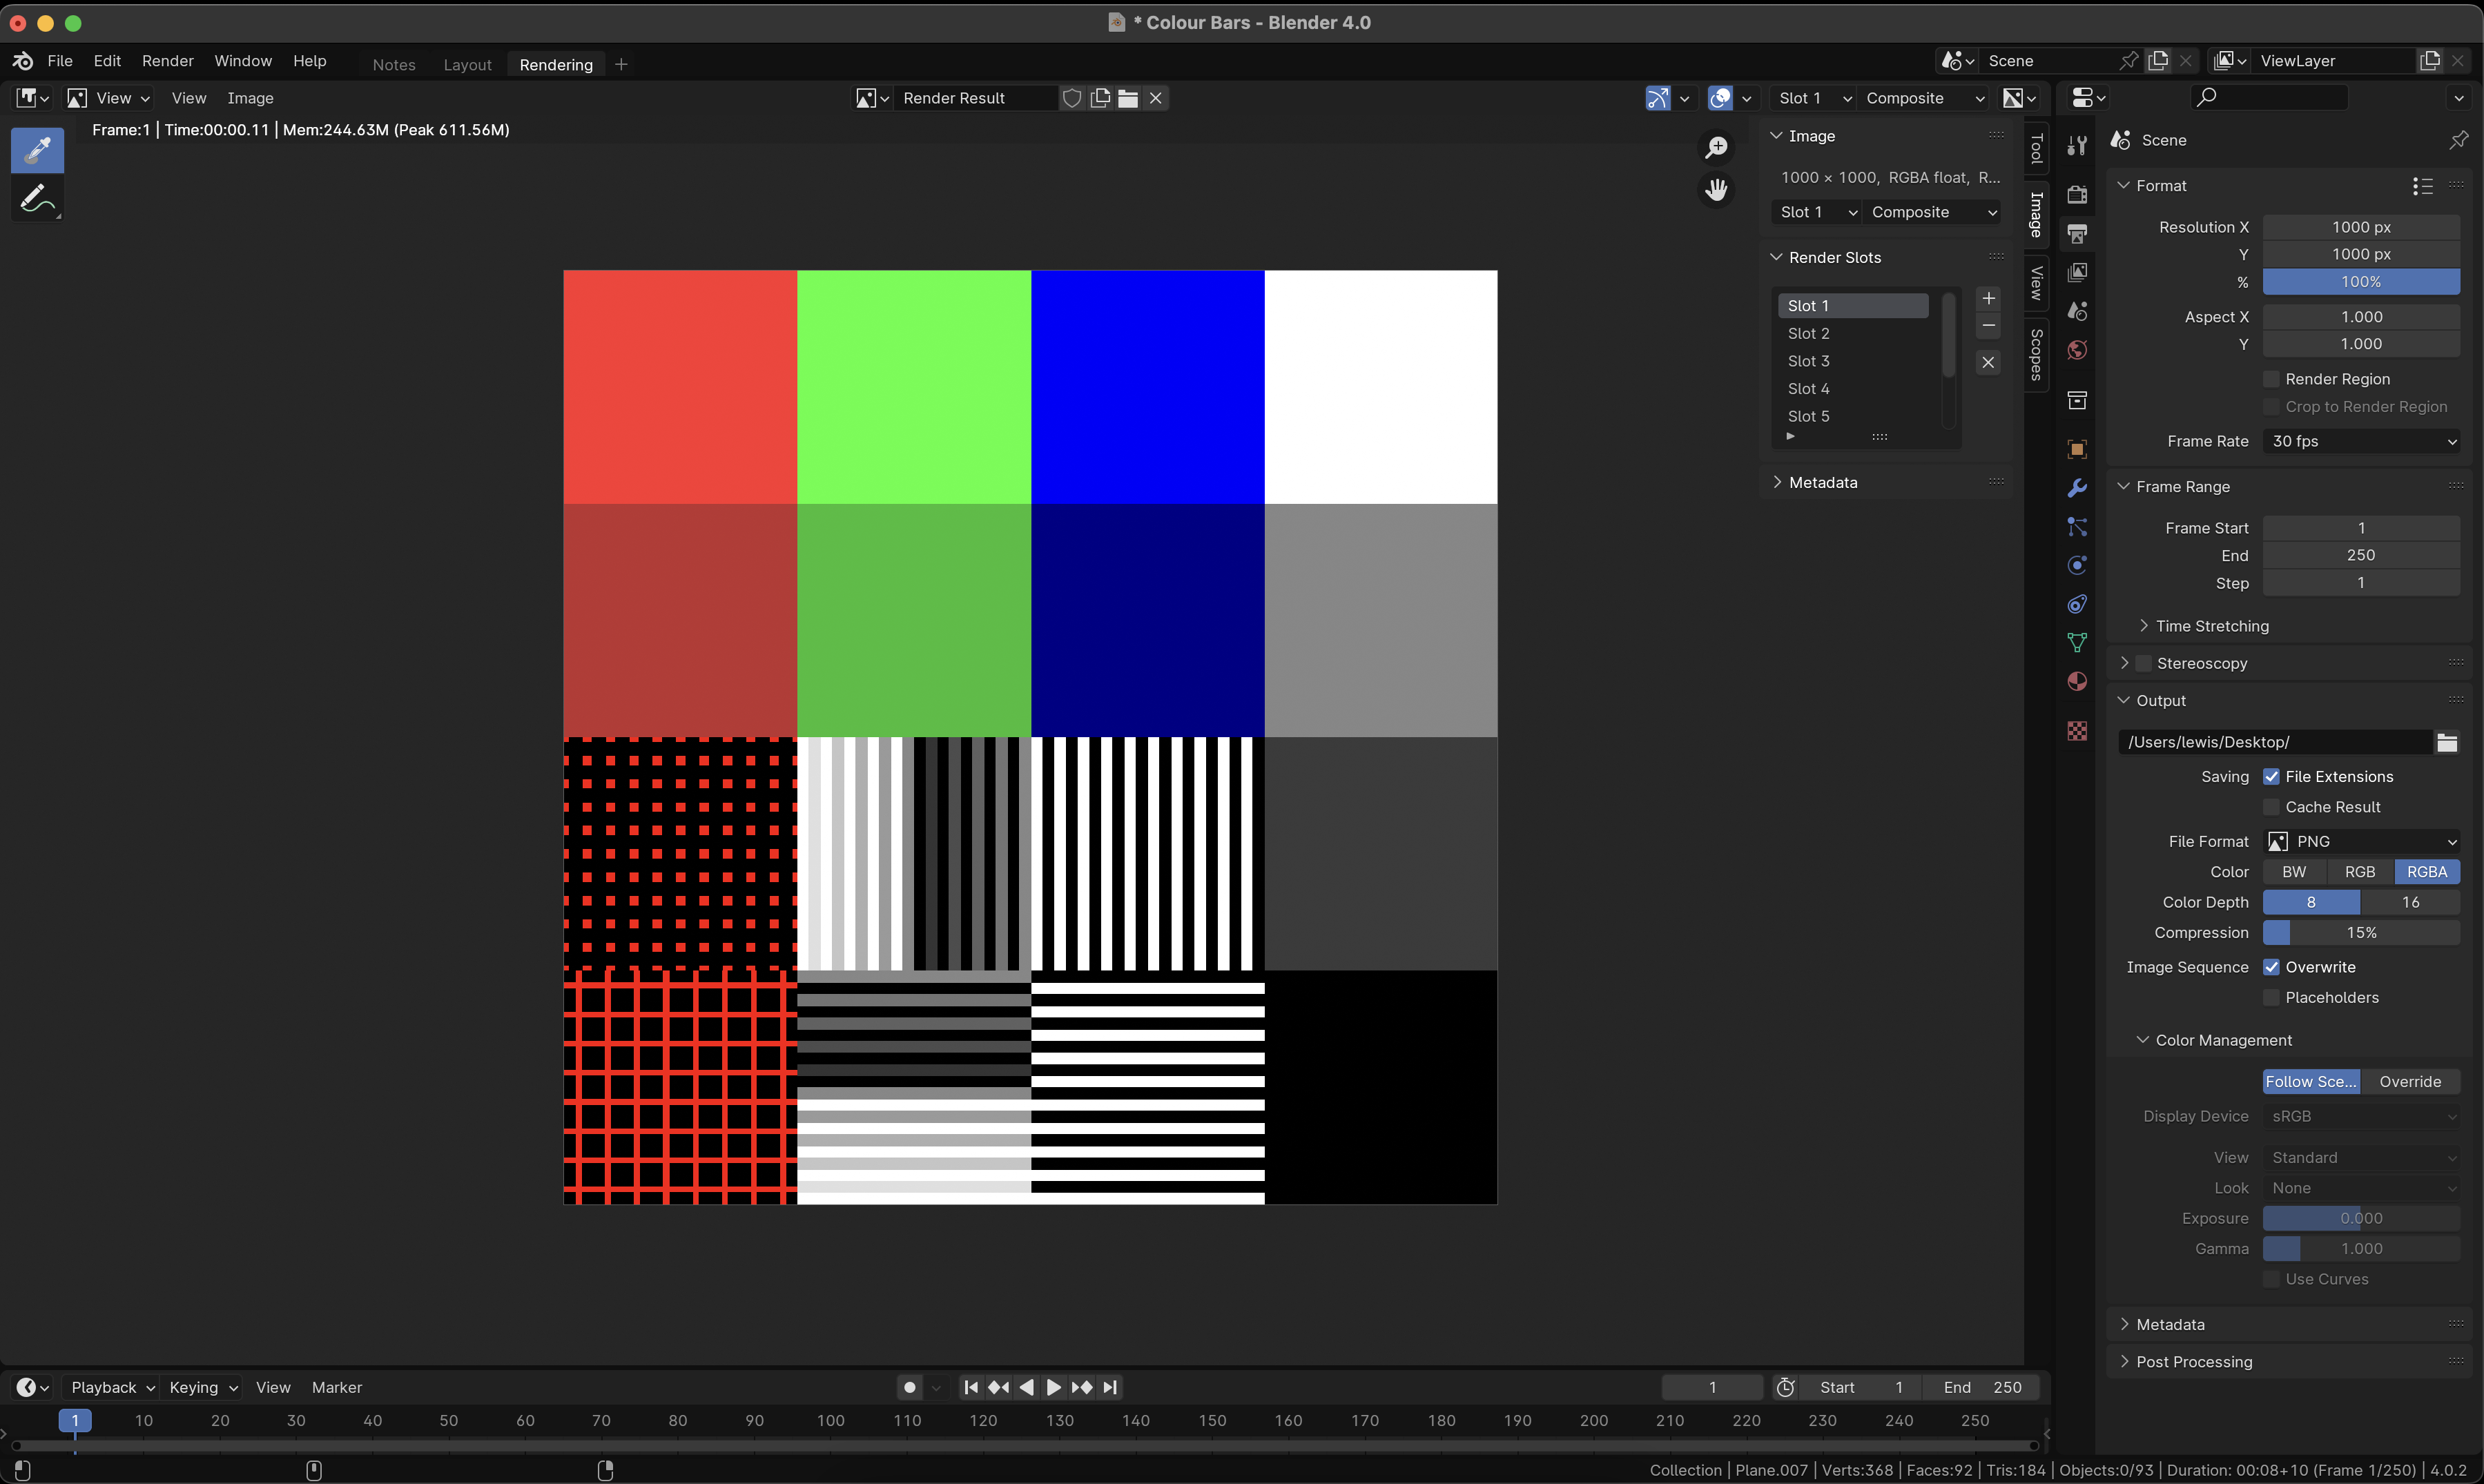 * Colour Bars - Blender 4.0
File Edit Render Window Help Notes Layout Rendering Scene ViewLayer
View View Image Render Result Slot 1 Composite
Frame:1 | Time:00:00.11 | Mem:244.63M (Peak 611.56M)
Image
1000 × 1000, RGBA float, R...
Slot 1 Composite
Render Slots
Slot 1
Slot 2
Slot 3
Slot 4
Slot 5
Metadata
Tool
Image
View
Scopes
Scene
Format
Resolution X 1000 px
Y 1000 px
% 100%
Aspect X 1.000
Y 1.000
Render Region
Crop to Render Region
Frame Rate 30 fps
Frame Range
Frame Start 1
End 250
Step 1
Time Stretching
Stereoscopy
Output
/Users/lewis/Desktop/
Saving File Extensions
Cache Result
File Format PNG
Color BW RGB RGBA
Color Depth 8 16
Compression 15%
Image Sequence Overwrite
Placeholders
Color Management
Follow Sce... Override
Display Device sRGB
View Standard
Look None
Exposure 0.000
Gamma 1.000
Use Curves
Metadata
Post Processing
Playback Keying View Marker 1 Start 1 End 250
1 10 20 30 40 50 60 70 80 90 100 110 120 130 140 150 160 170 180 190 200 210 220 230 240 250
Collection | Plane.007 | Verts:368 | Faces:92 | Tris:184 | Objects:0/93 | Duration: 00:08+10 (Frame 1/250) | 4.0.2